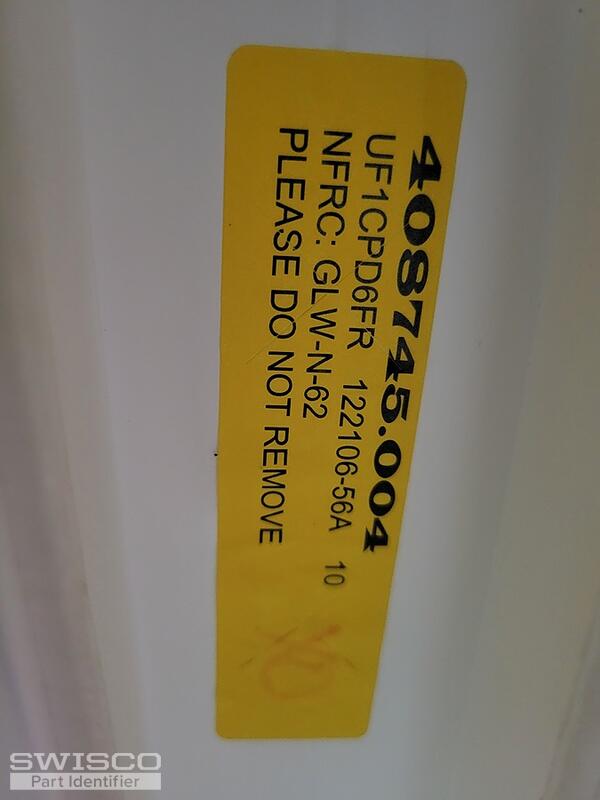 408745.004
UF1CPD6FR 122106-56A 10
NFRC: GLW-N-62
PLEASE DO NOT REMOVE
SWISCO
Part Identifier